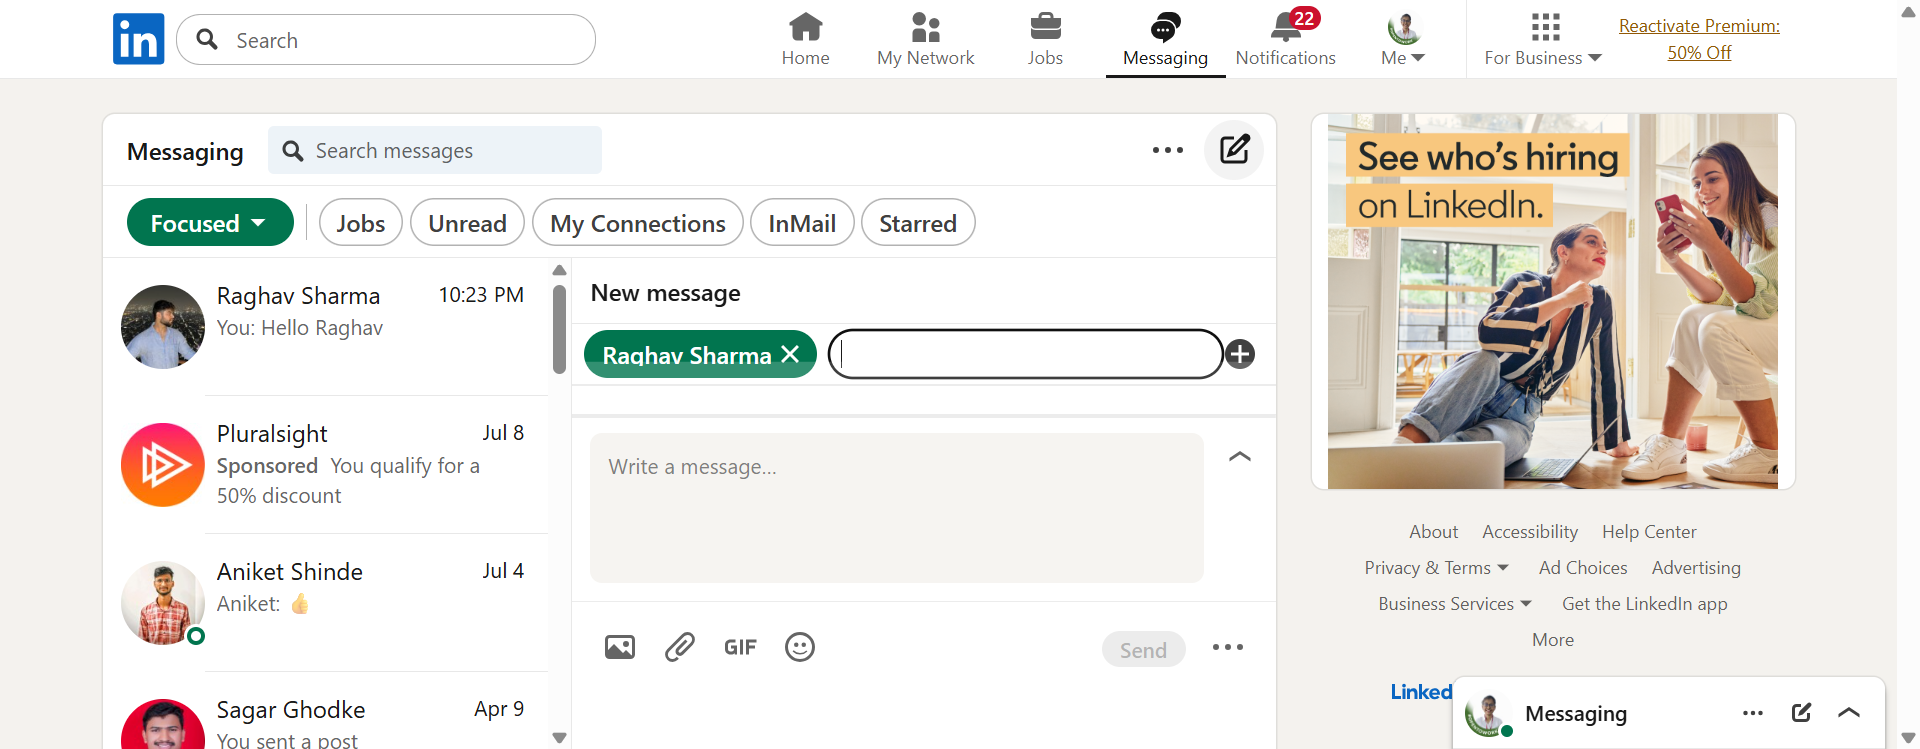 in
Search
Home
My Network
Jobs
Messaging
22
Notifications
Me
For Business
Reactivate Premium:
50% Off
Messaging
Search messages
Focused
Jobs
Unread
My Connections
InMail
Starred
Raghav Sharma
10:23 PM
You: Hello Raghav
Pluralsight
Jul 8
Sponsored You qualify for a
50% discount
Aniket Shinde
Jul 4
Aniket: 👍
Sagar Ghodke
Apr 9
You sent a post
New message
Raghav Sharma
Write a message...
GIF
Send
See who's hiring
on LinkedIn.
About
Accessibility
Help Center
Privacy & Terms
Ad Choices
Advertising
Business Services
Get the LinkedIn app
More
Linked
Messaging